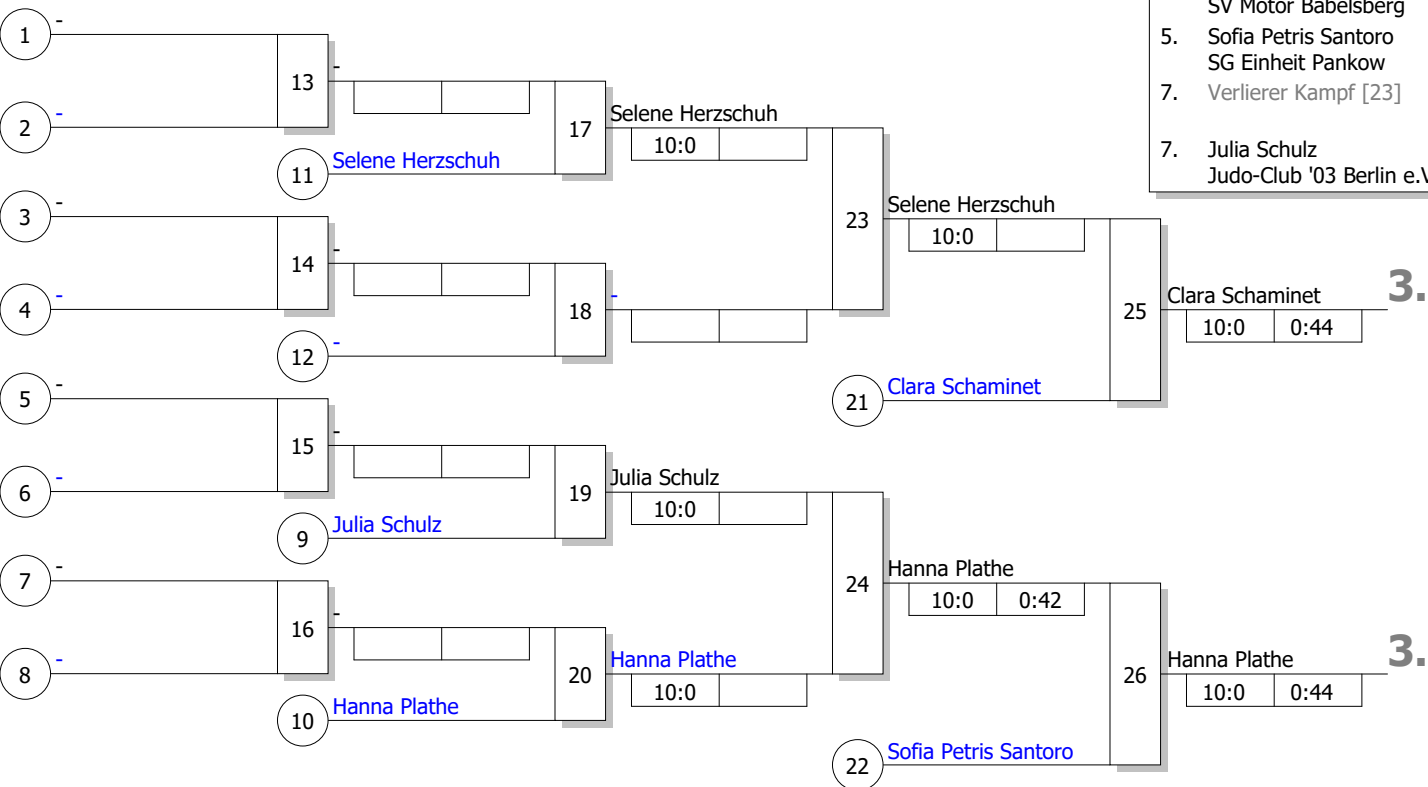 SV Motor Babelsberg
5. Sofia Petris Santoro
SG Einheit Pankow
7. Verlierer Kampf [23]
7. Julia Schulz
Judo-Club '03 Berlin e.V
1 -
13 -
2 -
17 Selene Herzschuh
10:0
11 Selene Herzschuh
3 -
23 Selene Herzschuh
10:0
14 -
4 -
18 -
25 Clara Schaminet 3.
10:0 0:44
12 -
21 Clara Schaminet
5 -
15 -
6 -
19 Julia Schulz
10:0
9 Julia Schulz
7 -
24 Hanna Plathe
10:0 0:42
16 -
8 -
20 Hanna Plathe
10:0
26 Hanna Plathe 3.
10:0 0:44
10 Hanna Plathe
22 Sofia Petris Santoro